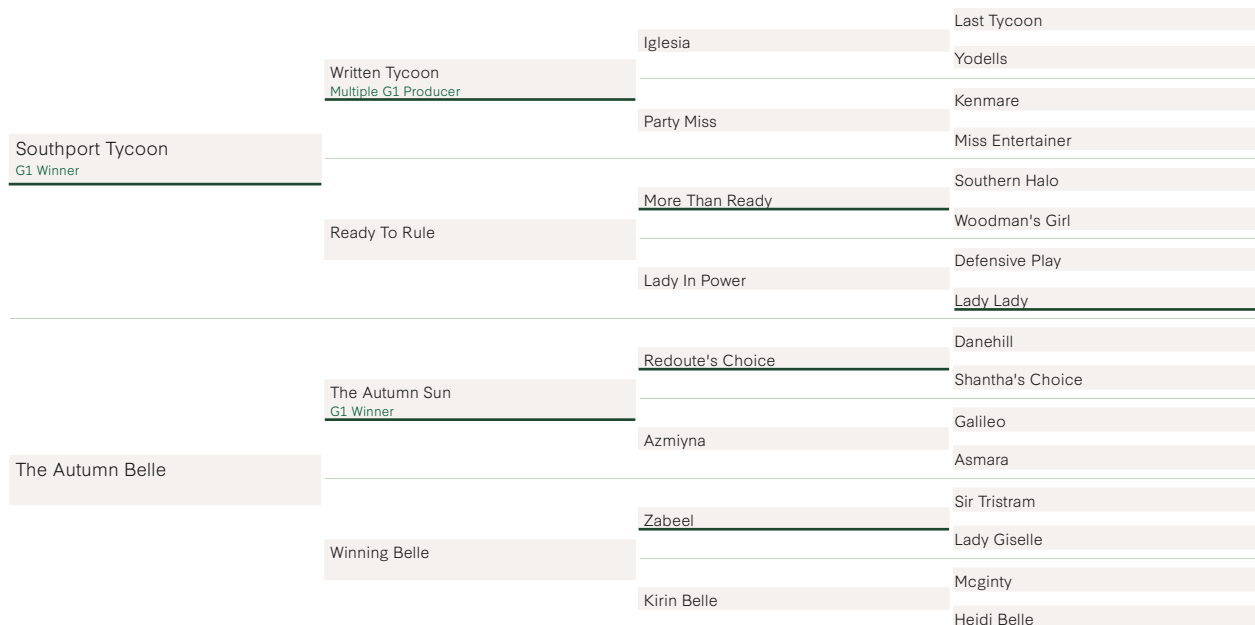 Southport Tycoon
G1 Winner
The Autumn Belle
Written Tycoon
Multiple G1 Producer
Ready To Rule
The Autumn Sun
G1 Winner
Winning Belle
Iglesia
Party Miss
More Than Ready
Lady In Power
Redoute's Choice
Azmiyna
Zabeel
Kirin Belle
Last Tycoon
Yodells
Kenmare
Miss Entertainer
Southern Halo
Woodman's Girl
Defensive Play
Lady Lady
Danehill
Shantha's Choice
Galileo
Asmara
Sir Tristram
Lady Giselle
Mcginty
Heidi Belle